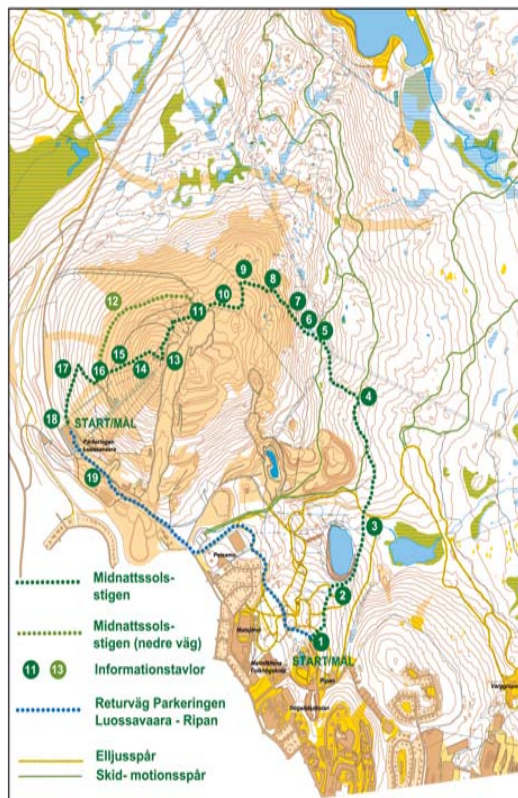 9
8
12
10
11
7
6
5
15
17
16
14
13
4
18
START/MÅL
Parkeringen
Luossavaara
19
3
2
1
START/MÅL
Ripan
Midnattssols-
stigen
Midnattssols-
stigen (nedre väg)
11 13 Informationstavlor
Returväg Parkeringen
Luossavaara - Ripan
Elljusspår
Skid- motionsspår